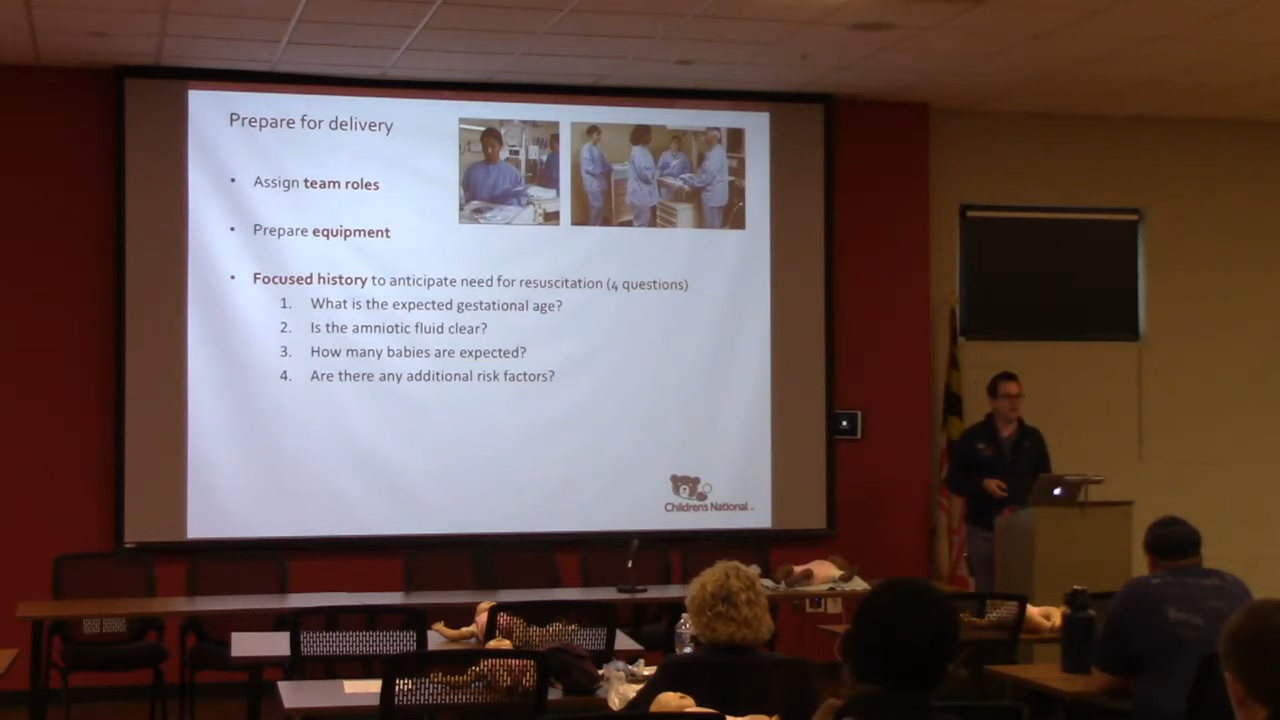 Prepare for delivery
• Assign team roles
• Prepare equipment
• Focused history to anticipate need for resuscitation (4 questions)
1. What is the expected gestational age?
2. Is the amniotic fluid clear?
3. How many babies are expected?
4. Are there any additional risk factors?
Children's National